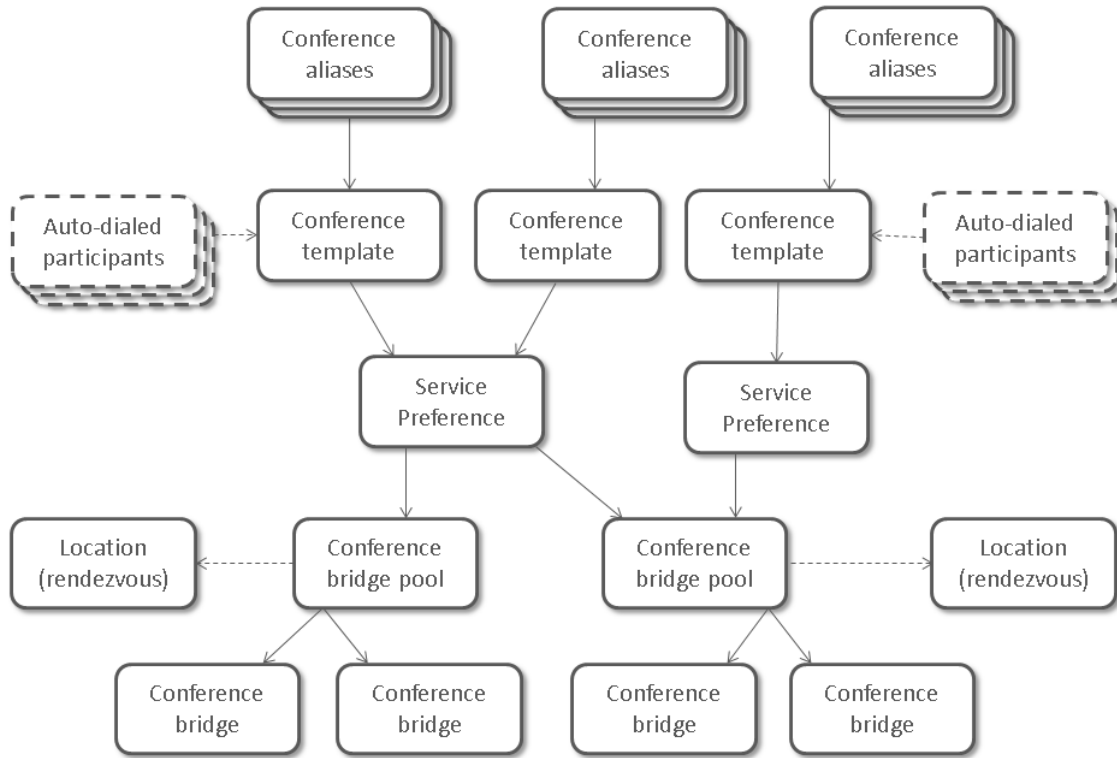 Conference
aliases
Conference
aliases
Conference
aliases
Auto-dialed
participants
Conference
template
Conference
template
Conference
template
Auto-dialed
participants
Service
Preference
Service
Preference
Location
(rendezvous)
Conference
bridge pool
Conference
bridge pool
Location
(rendezvous)
Conference
bridge
Conference
bridge
Conference
bridge
Conference
bridge